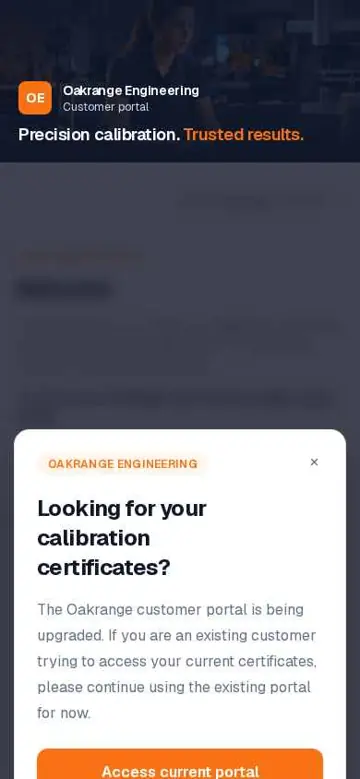 OE
Oakrange Engineering
Customer portal
Precision calibration. Trusted results.
OAKRANGE ENGINEERING
×
Looking for your
calibration
certificates?
The Oakrange customer portal is being
upgraded. If you are an existing customer
trying to access your current certificates,
please continue using the existing portal
for now.
Access current portal